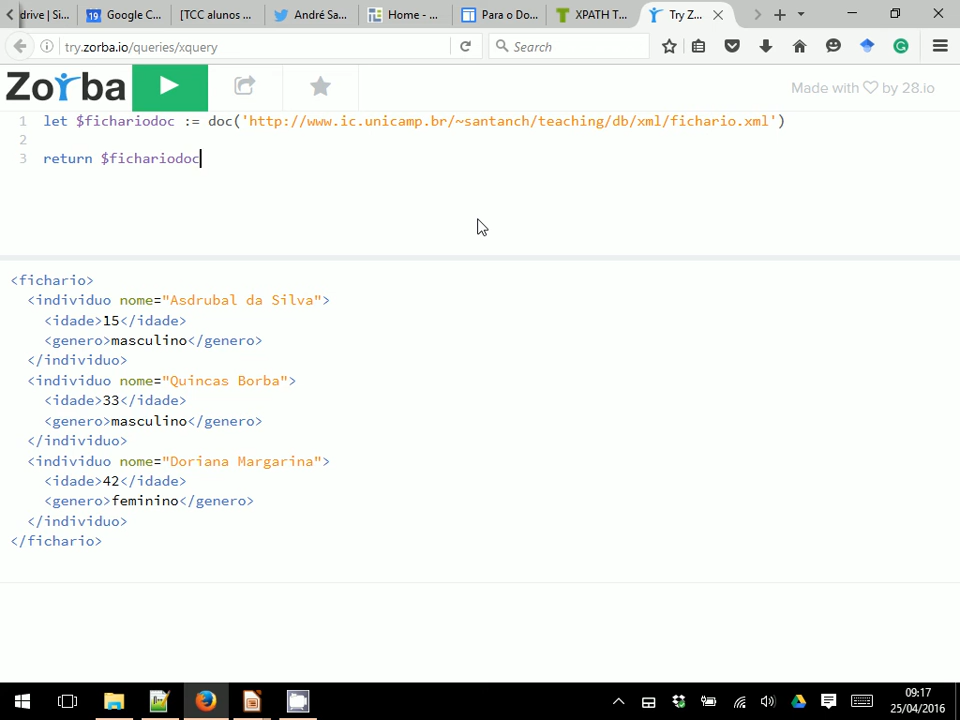 drive | Si...
19 Google C...
[TCC alunos
André Sa...
Home - ...
Para o Do...
XPATH T...
Try Z...
try.zorba.io/queries/xquery
Search
Zorba
Made with ♡ by 28.io
1 let $fichariodoc := doc('http://www.ic.unicamp.br/~santanch/teaching/db/xml/fichario.xml')
2
3 return $fichariodoc
<fichario>
<individuo nome="Asdrubal da Silva">
<idade>15</idade>
<genero>masculino</genero>
</individuo>
<individuo nome="Quincas Borba">
<idade>33</idade>
<genero>masculino</genero>
</individuo>
<individuo nome="Doriana Margarina">
<idade>42</idade>
<genero>feminino</genero>
</individuo>
</fichario>
09:17
25/04/2016